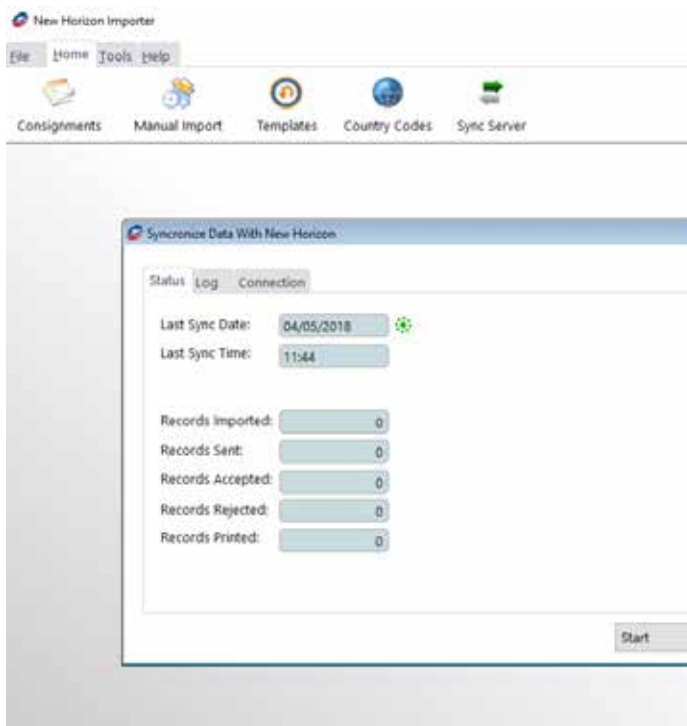 New Horizon Importer
File Home Tools Help
Consignments Manual Import Templates Country Codes Sync Server
Syncronize Data With New Horizon
Status Log Connection
Last Sync Date: 04/05/2018
Last Sync Time: 11:44
Records Imported: 0
Records Sent: 0
Records Accepted: 0
Records Rejected: 0
Records Printed: 0
Start